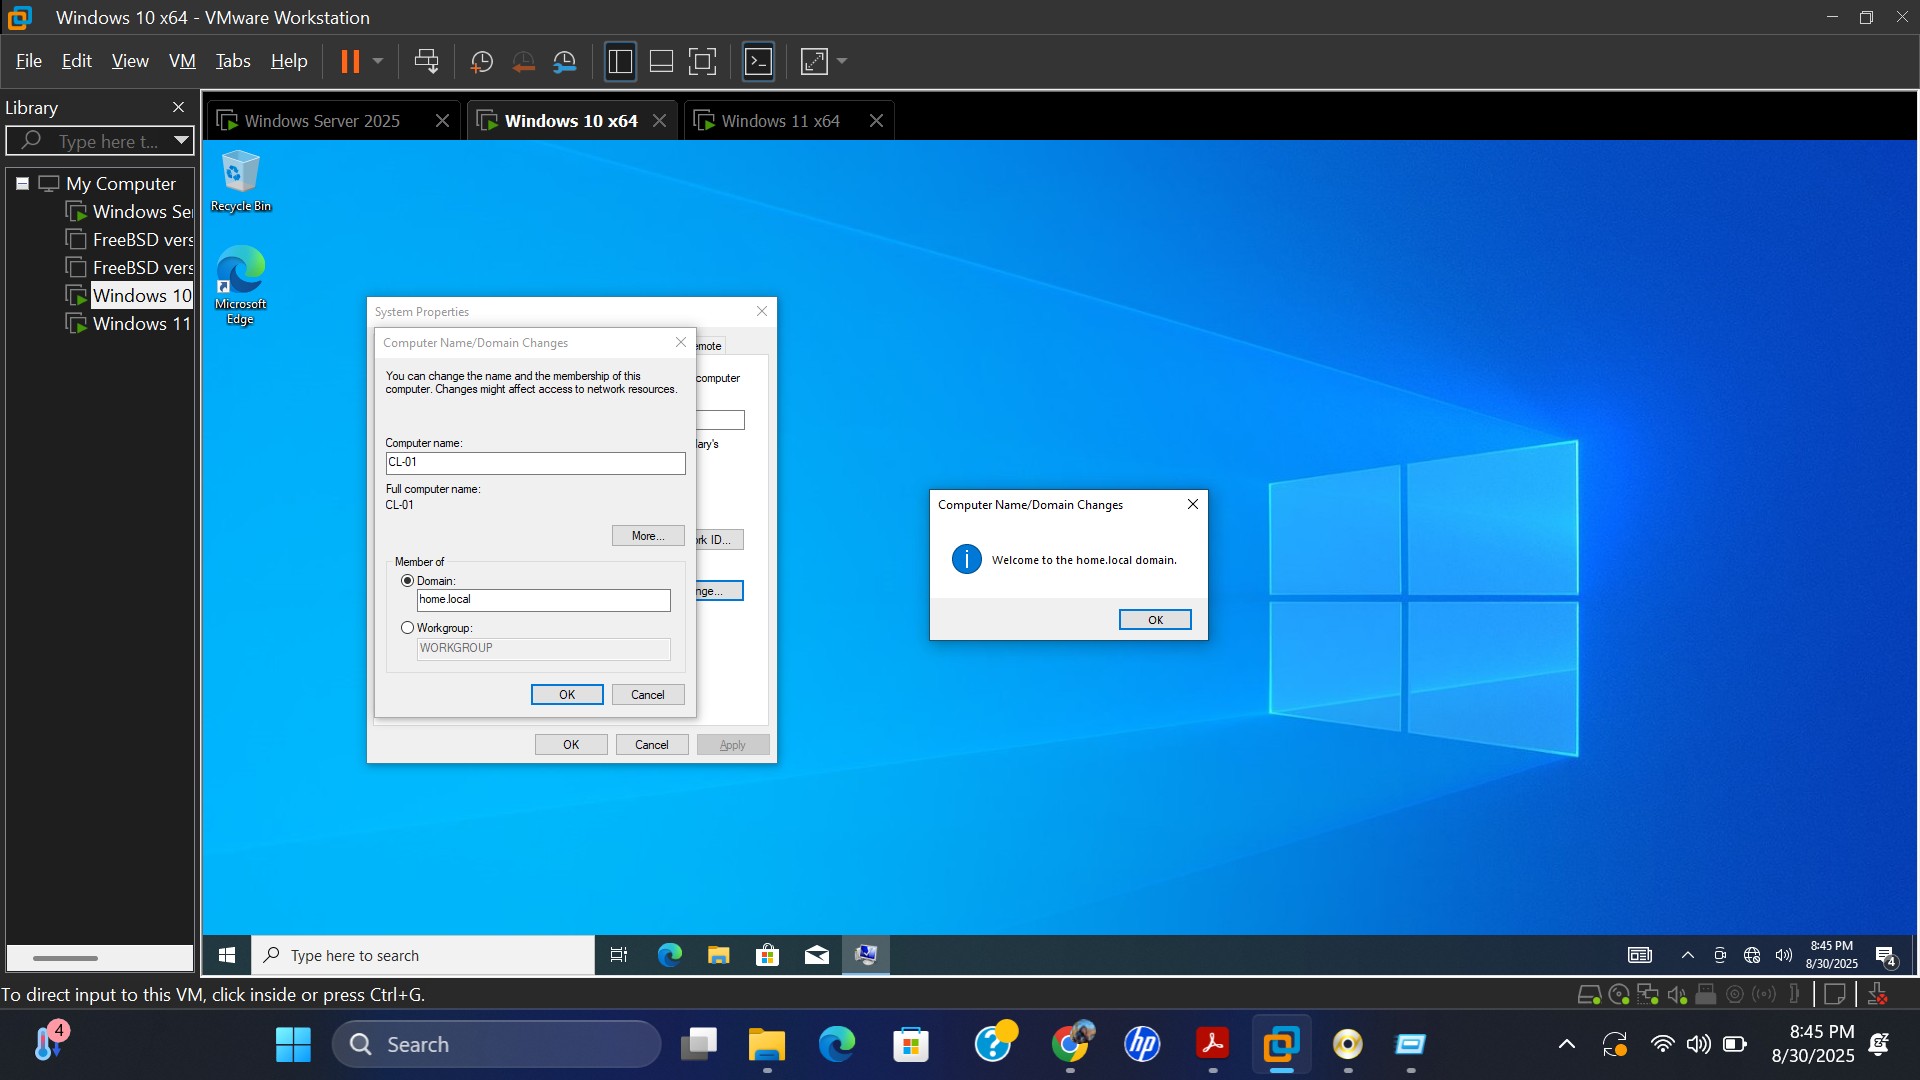 Windows 10 x64 - VMware Workstation
File Edit View VM Tabs Help
Library
Type here t...
My Computer
Windows Ser
FreeBSD vers
FreeBSD vers
Windows 10
Windows 11
Windows Server 2025
Windows 10 x64
Windows 11 x64
Recycle Bin
Microsoft
Edge
System Properties
Computer Name/Domain Changes
emote
You can change the name and the membership of this
computer. Changes might affect access to network resources.
computer
ary's
Computer name:
CL-01
Full computer name:
CL-01
More...
rk ID...
Member of
Domain:
home.local
nge...
Workgroup:
WORKGROUP
OK Cancel
OK Cancel Apply
Computer Name/Domain Changes
Welcome to the home.local domain.
OK
Type here to search
8:45 PM
8/30/2025
4
To direct input to this VM, click inside or press Ctrl+G.
4
Search
8:45 PM
8/30/2025